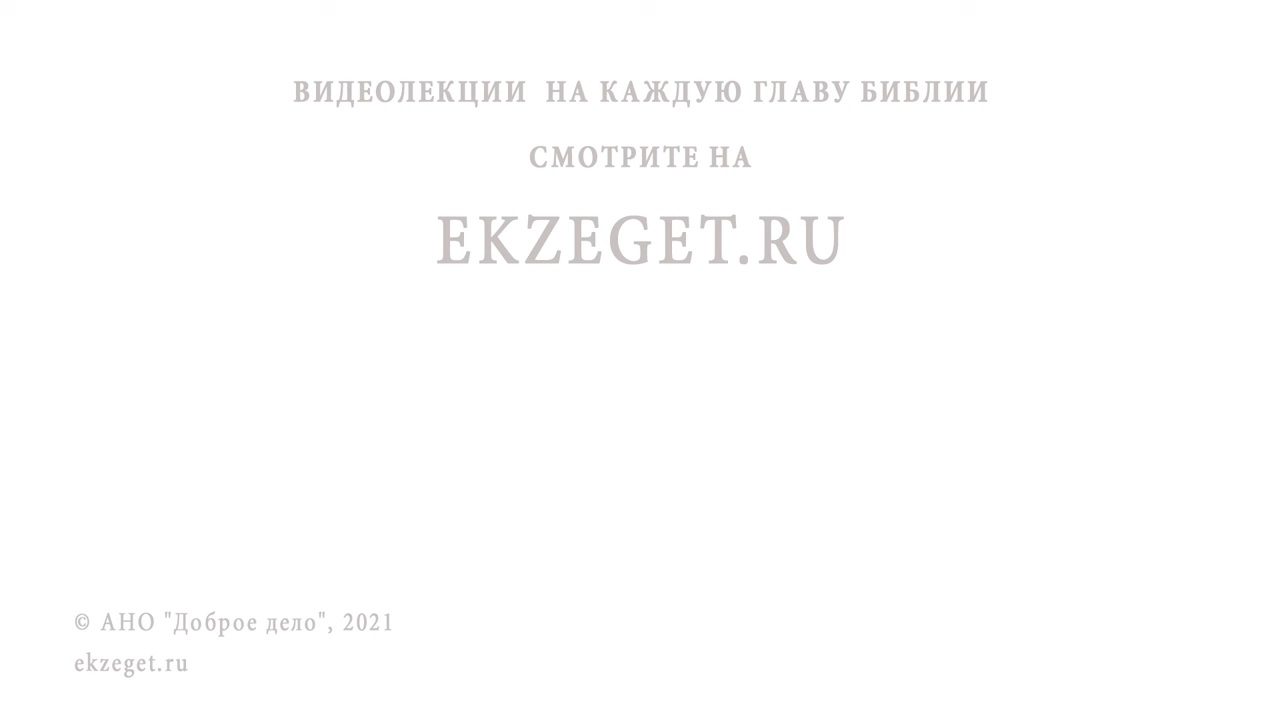 ВИДЕОЛЕКЦИИ НА КАЖДУЮ ГЛАВУ БИБЛИИ
СМОТРИТЕ НА
EKZEGET.RU
© АНО "Доброе дело", 2021
ekzeget.ru